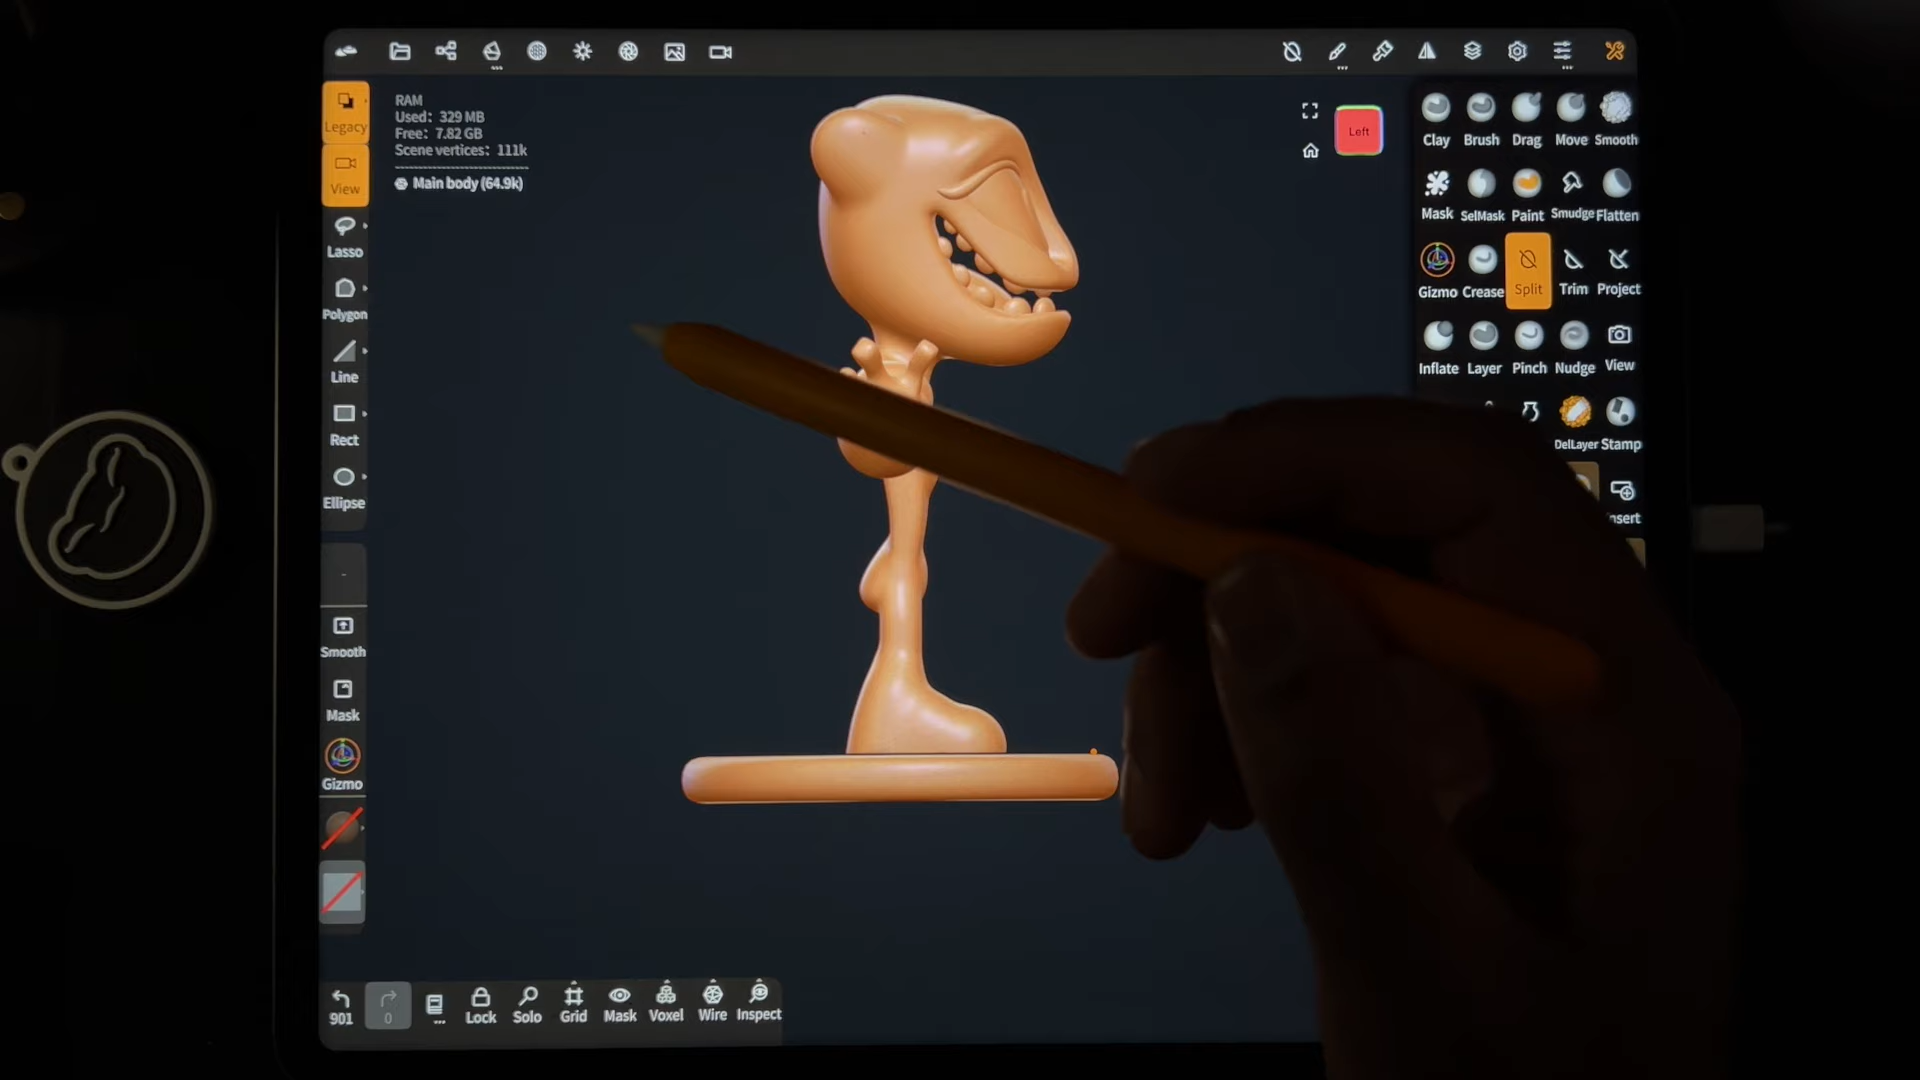 RAM
Used: 329 MB
Free: 7.82 GB
Scene vertices: 111k
Main body (64.9k)
Left
Legacy
View
Lasso
Polygon
Line
Rect
Ellipse
Smooth
Mask
Gizmo
Clay Brush Drag Move Smooth
Mask SelMask Paint Smudge Flatten
Gizmo Crease Split Trim Project
Inflate Layer Pinch Nudge View
DelLayer Stamp
901 0 Lock Solo Grid Mask Voxel Wire Inspect